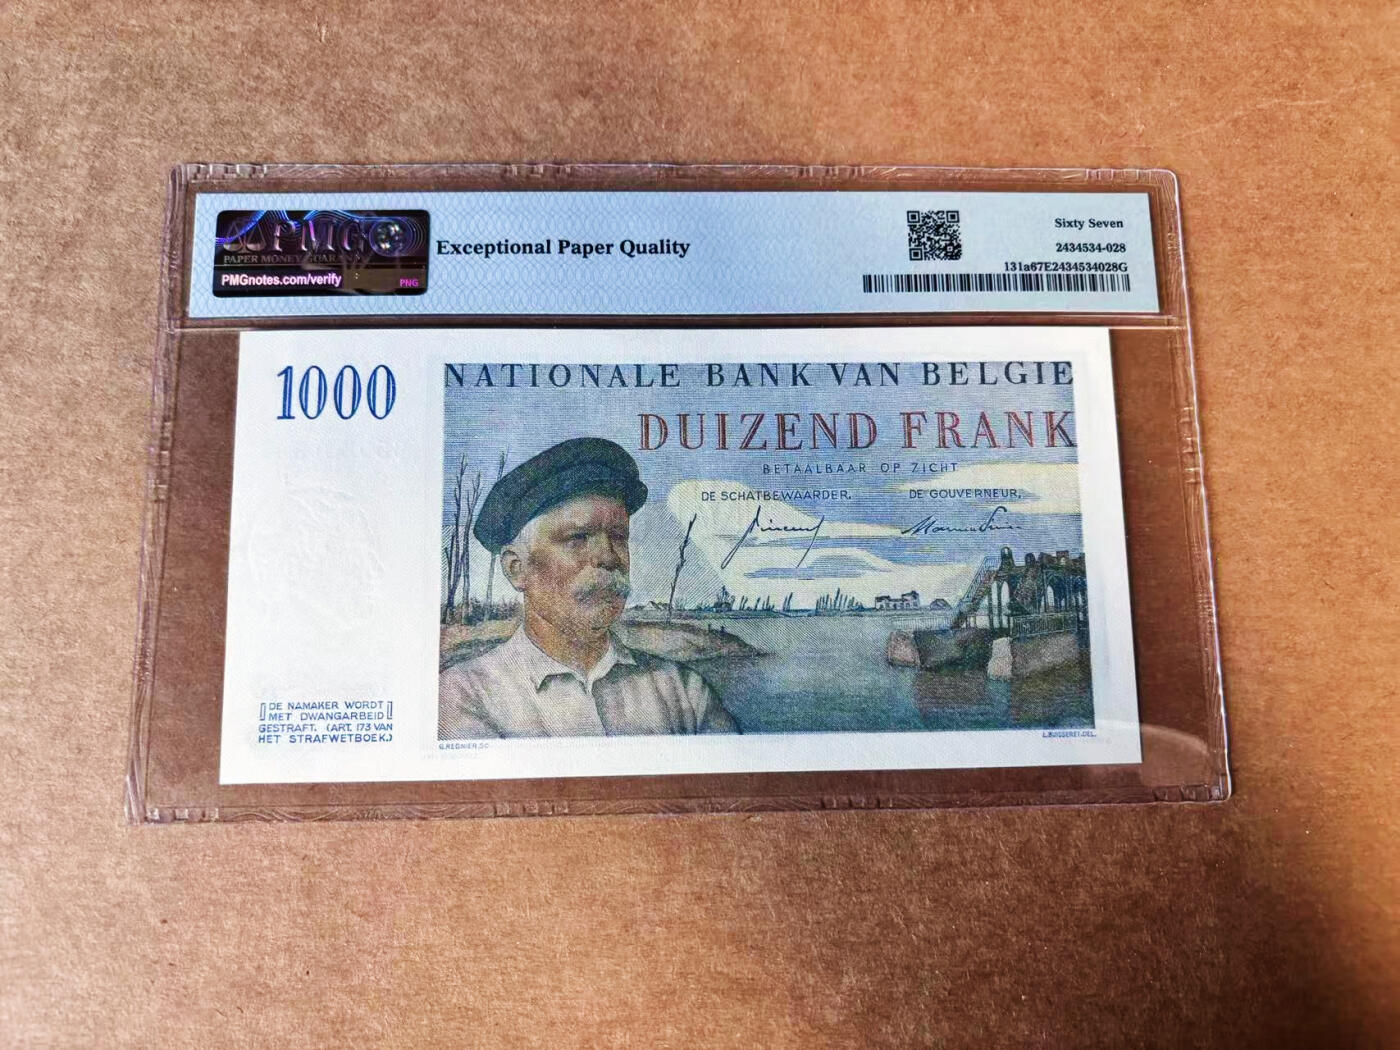 PMG
PAPER MONEY GUARANTY
PMGnotes.com/verify
PNG
Exceptional Paper Quality
Sixty Seven
2434534-028
131a67E2434534028G
1000
NATIONALE BANK VAN BELGIE
DUIZEND FRANK
BETAALBAAR OP ZICHT
DE SCHATBEWAARDER,
DE GOUVERNEUR,
DE NAMAKER WORDT
MET DWANGARBEID
GESTRAFT. (ART. 173 VAN
HET STRAFWETBOEK.)
G.REGNIER.SC.
L.BUISSERET.DEL.